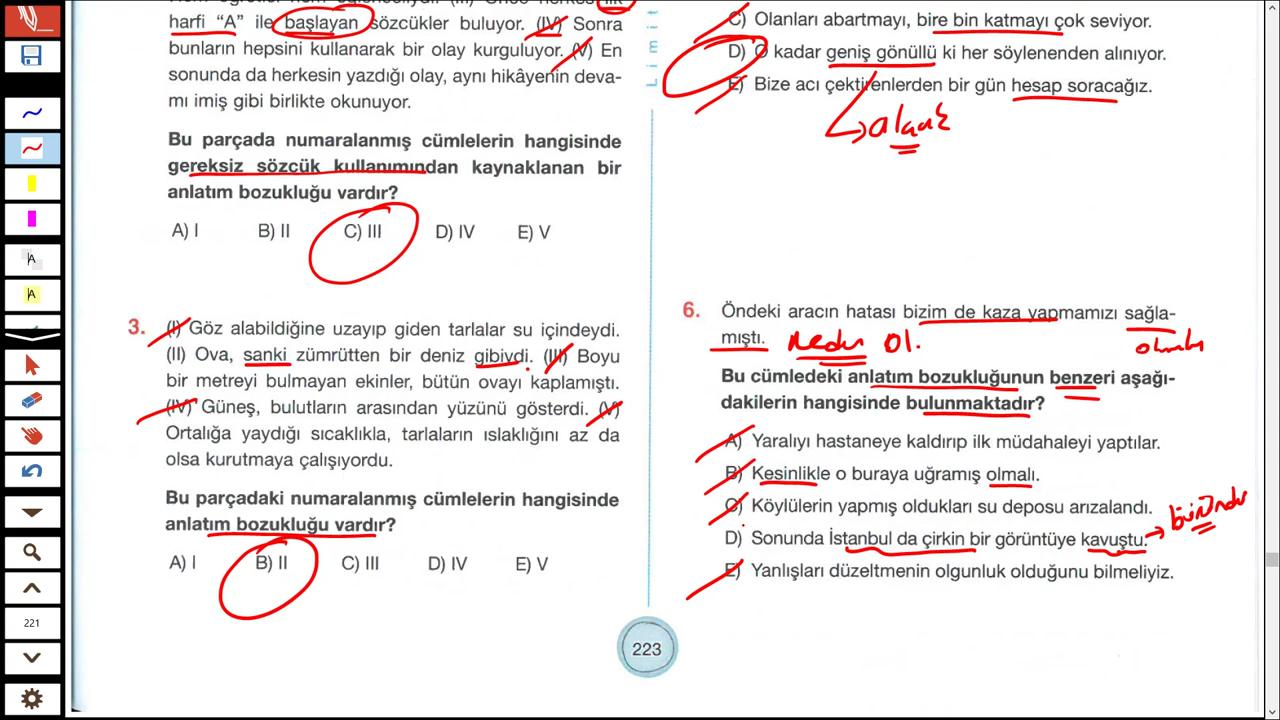 harfi “A” ile başlayan sözcükler buluyor. (IV) Sonra
bunların hepsini kullanarak bir olay kurguluyor. (V) En
sonunda da herkesin yazdığı olay, aynı hikâyenin deva-
mı imiş gibi birlikte okunuyor.
Bu parçada numaralanmış cümlelerin hangisinde
gereksiz sözcük kullanımından kaynaklanan bir
anlatım bozukluğu vardır?
A) I B) II C) III D) IV E) V
3. (I) Göz alabildiğine uzayıp giden tarlalar su içindeydi.
(II) Ova, sanki zümrütten bir deniz gibiydi. (III) Boyu
bir metreyi bulmayan ekinler, bütün ovayı kaplamıştı.
(IV) Güneş, bulutların arasından yüzünü gösterdi. (V)
Ortalığa yaydığı sıcaklıkla, tarlaların ıslaklığını az da
olsa kurutmaya çalışıyordu.
Bu parçadaki numaralanmış cümlelerin hangisinde
anlatım bozukluğu vardır?
A) I B) II C) III D) IV E) V
Limit
C) Olanları abartmayı, bire bin katmayı çok seviyor.
D) O kadar geniş gönüllü ki her söylenenden alınıyor.
E) Bize acı çektirenlerden bir gün hesap soracağız.
6. Öndeki aracın hatası bizim de kaza yapmamızı sağla-
mıştı. neden ol.
Bu cümledeki anlatım bozukluğunun benzeri aşağı-
dakilerin hangisinde bulunmaktadır?
A) Yaralıyı hastaneye kaldırıp ilk müdahaleyi yaptılar.
B) Kesinlikle o buraya uğramış olmalı.
C) Köylülerin yapmış oldukları su deposu arızalandı.
D) Sonunda İstanbul da çirkin bir görüntüye kavuştu.
E) Yanlışları düzeltmenin olgunluk olduğunu bilmeliyiz.
223
A
A
221